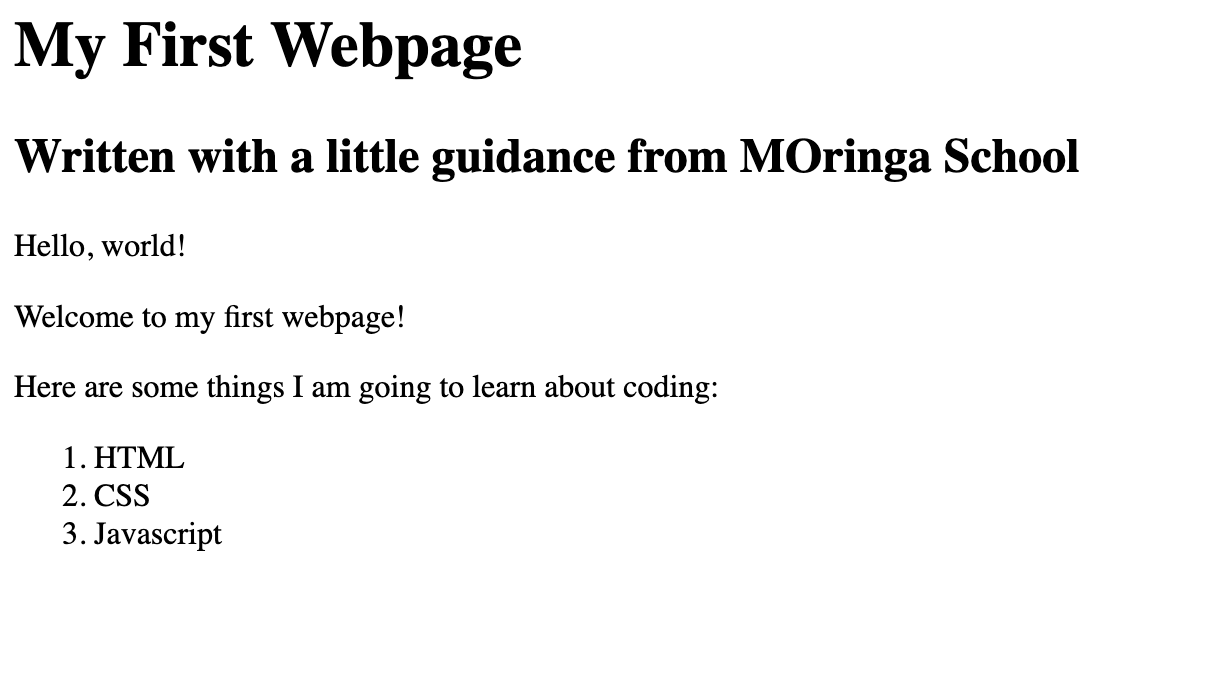 My First Webpage
Written with a little guidance from MOringa School
Hello, world!
Welcome to my first webpage!
Here are some things I am going to learn about coding:
1. HTML
2. CSS
3. Javascript